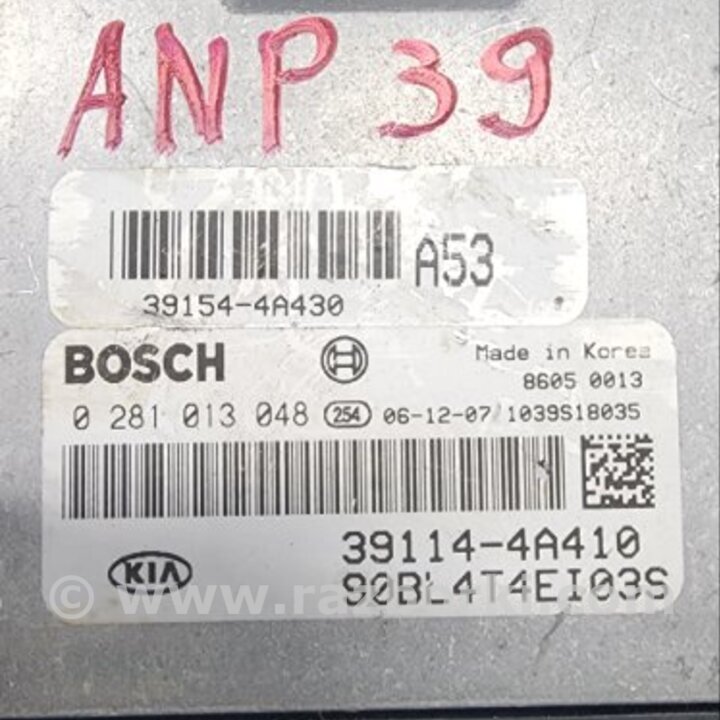 ANP 39
A53
39154-4A430
BOSCH
Made in Korea
8605 0013
0 281 013 048 254 06-12-07/1039S18035
39114-4A410
KIA
90BL4T4EI03S